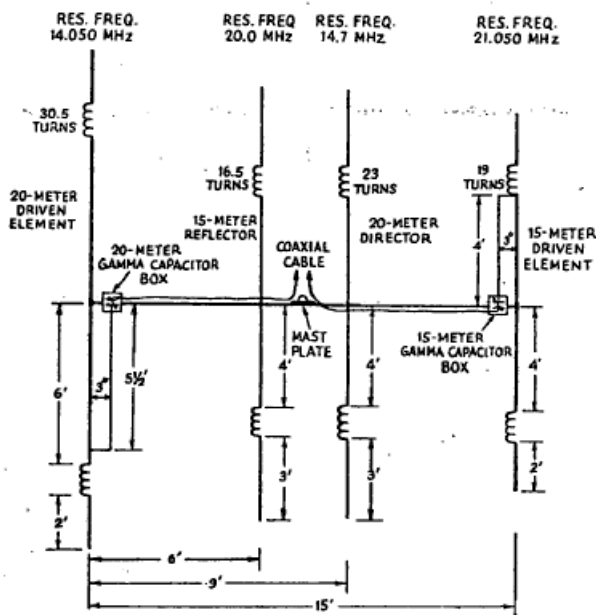 RES. FREQ.
14.050 MHz
RES. FREQ
20.0 MHz
RES. FREQ.
14.7 MHz
RES. FREQ.
21.050 MHz
30.5
TURNS
16.5
TURNS
23
TURNS
19
TURNS
20-METER
DRIVEN
ELEMENT
15-METER
REFLECTOR
20-METER
DIRECTOR
4'
3"
15-METER
DRIVEN
ELEMENT
20-METER
GAMMA CAPACITOR
BOX
COAXIAL
CABLE
MAST
PLATE
15-METER
GAMMA CAPACITOR
BOX
6'
3"
5½'
4'
4'
4'
2'
3'
3'
2'
6'
9'
15'